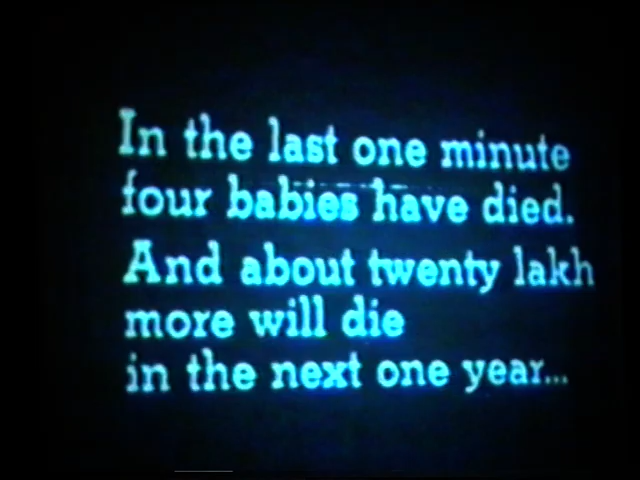 In the last one minute
four babies have died.
And about twenty lakh
more will die
in the next one year...